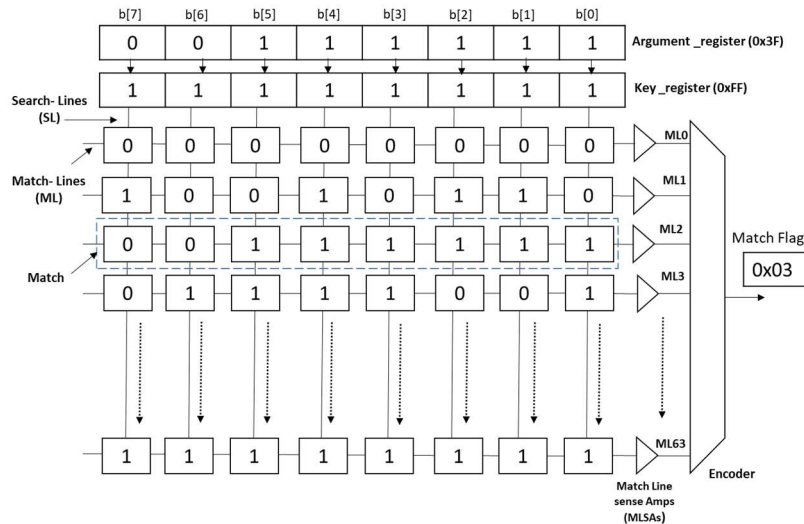 b[7] b[6] b[5] b[4] b[3] b[2] b[1] b[0]
0 0 1 1 1 1 1 1 Argument _register (0x3F)
1 1 1 1 1 1 1 1 Key _register (0xFF)
Search- Lines
(SL)
0 0 0 0 0 0 0 0 ML0
Match- Lines
(ML)
1 0 0 1 0 1 1 0 ML1
0 0 1 1 1 1 1 1 ML2
Match
0 1 1 1 1 0 0 1 ML3
Match Flag
0x03
1 1 1 1 1 1 1 1 ML63
Encoder
Match Line
sense Amps
(MLSAs)